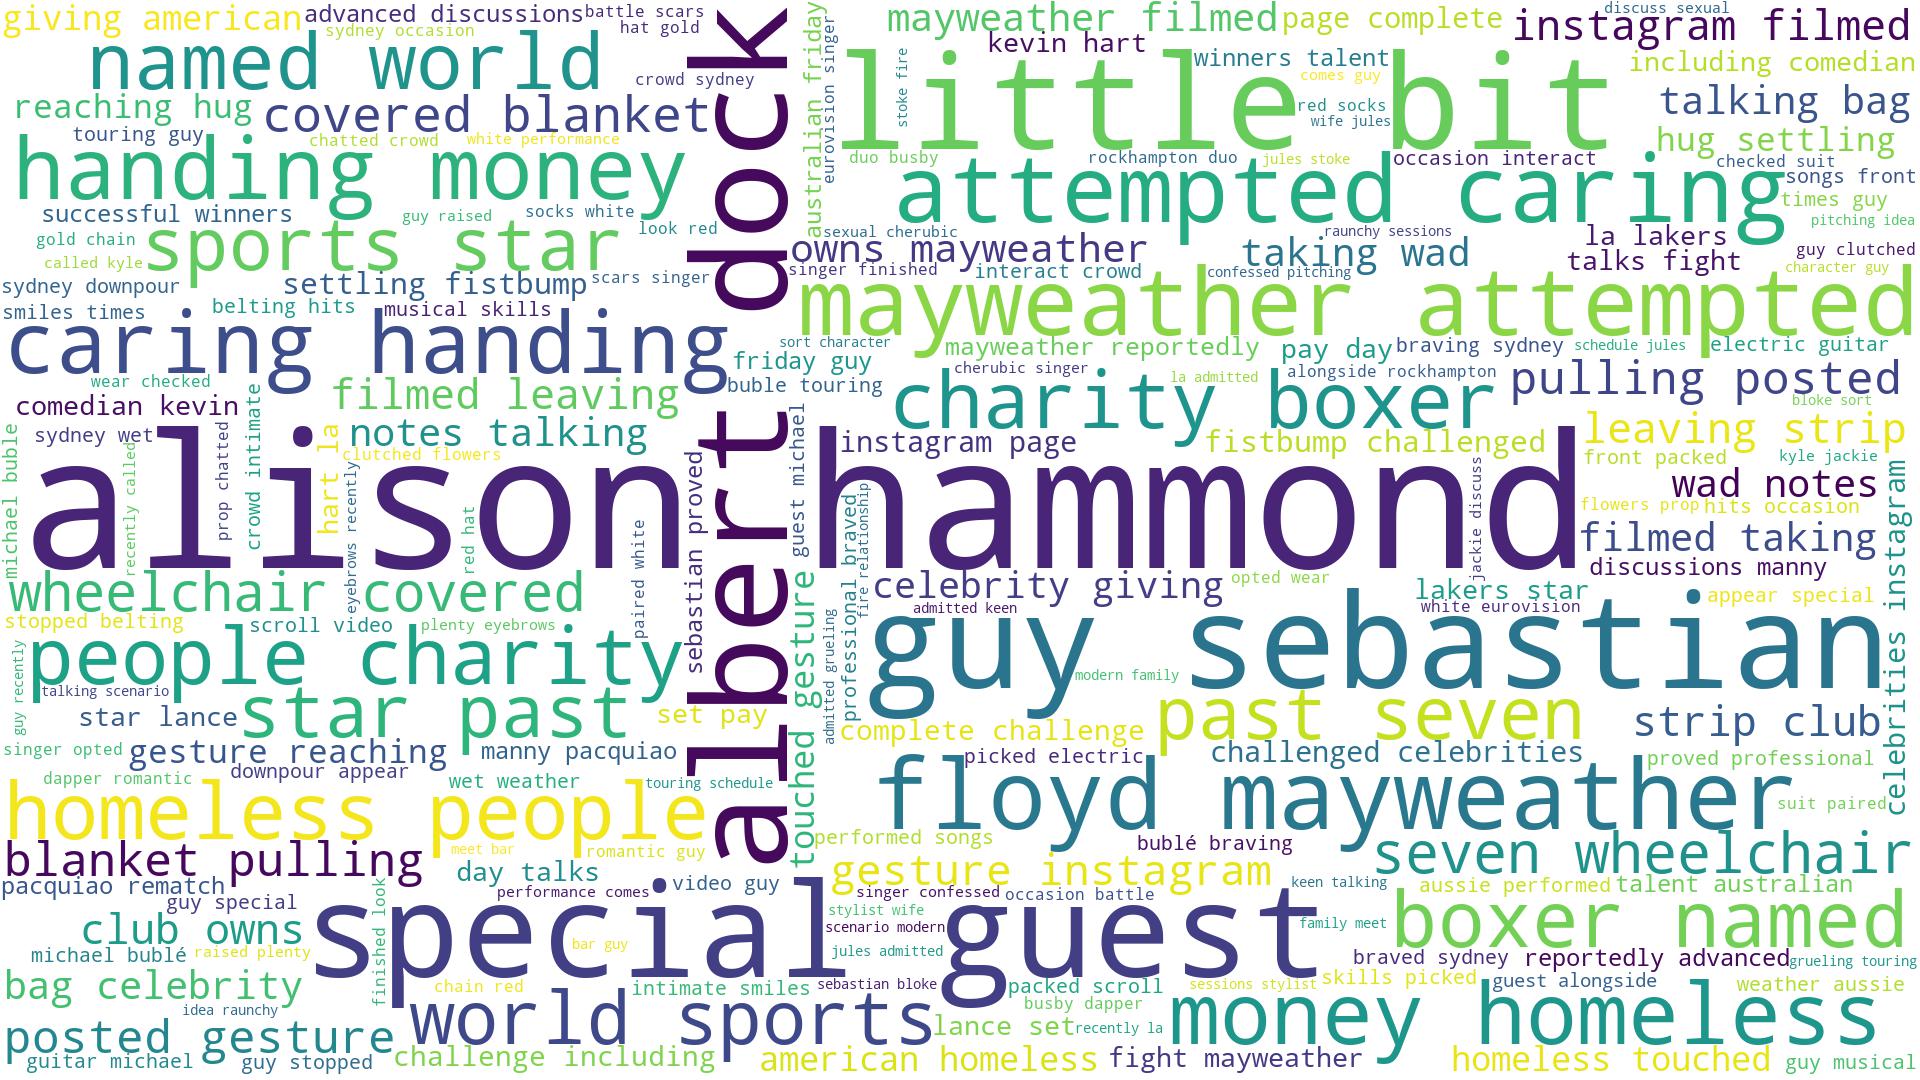 giving american
advanced discussions
battle scars
sydney occasion
hat gold
named world
crowd sydney
reaching hug
covered blanket
touring guy
chatted crowd
white performance
handing money
successful winners
guy raised
socks white
look red
gold chain
sports star
called kyle
sydney downpour
settling fistbump
scars singer
smiles times
belting hits
musical skills
caring handing
wear checked
filmed leaving
comedian kevin
sydney wet
notes talking
clutched flowers
albert dock
mayweather filmed
page complete
discuss sexual
instagram filmed
kevin hart
winners talent
comes guy
including comedian
little bit
red socks
wife jules
talking bag
hug settling
australian friday
eurovision singer
stoke fire
duo busby
rockhampton duo
jules stoke
occasion interact
checked suit
songs front
attempted caring
times guy
pitching idea
sexual cherubic
raunchy sessions
owns mayweather
taking wad
la lakers
guy clutched
singer finished
interact crowd
confessed pitching
talks fight
character guy
mayweather attempted
sort character
mayweather reportedly
pay day
braving sydney
schedule jules
electric guitar
friday guy
cherubic singer
la admitted
alongside rockhampton
buble touring
charity boxer
pulling posted
bloke sort
instagram page
fistbump challenged
leaving strip
front packed
kyle jackie
alison hammond
michael buble
recently called
prop chatted
crowd intimate
hart la
eyebrows recently
red hat
paired white
sebastian proved
guest michael
fire relationship
professional braved
jackie discuss
wad notes
flowers prop
hits occasion
filmed taking
discussions manny
celebrities instagram
wheelchair covered
celebrity giving
opted wear
lakers star
appear special
admitted keen
white eurovision
stopped belting
scroll video
plenty eyebrows
guy sebastian
people charity
modern family
guy recently
talking scenario
star past
star lance
set pay
touched gesture
admitted grueling
complete challenge
past seven
strip club
singer opted
gesture reaching
manny pacquiao
picked electric
challenged celebrities
proved professional
dapper romantic
downpour appear
wet weather
touring schedule
floyd mayweather
suit paired
homeless people
meet bar
romantic guy
performed songs
bublé braving
blanket pulling
day talks
video guy
gesture instagram
seven wheelchair
pacquiao rematch
performance comes
singer confessed
occasion battle
keen talking
aussie performed
talent australian
guy special
finished look
special guest
stylist wife
scenario modern
family meet
boxer named
club owns
bar guy
michael bublé
raised plenty
jules admitted
braved sydney
reportedly advanced
grueling touring
bag celebrity
chain red
intimate smiles
sebastian bloke
packed scroll
sessions stylist
skills picked
guest alongside
weather aussie
idea raunchy
world sports
busby dapper
money homeless
posted gesture
lance set
recently la
guitar michael
guy stopped
challenge including
american homeless
fight mayweather
homeless touched
guy musical